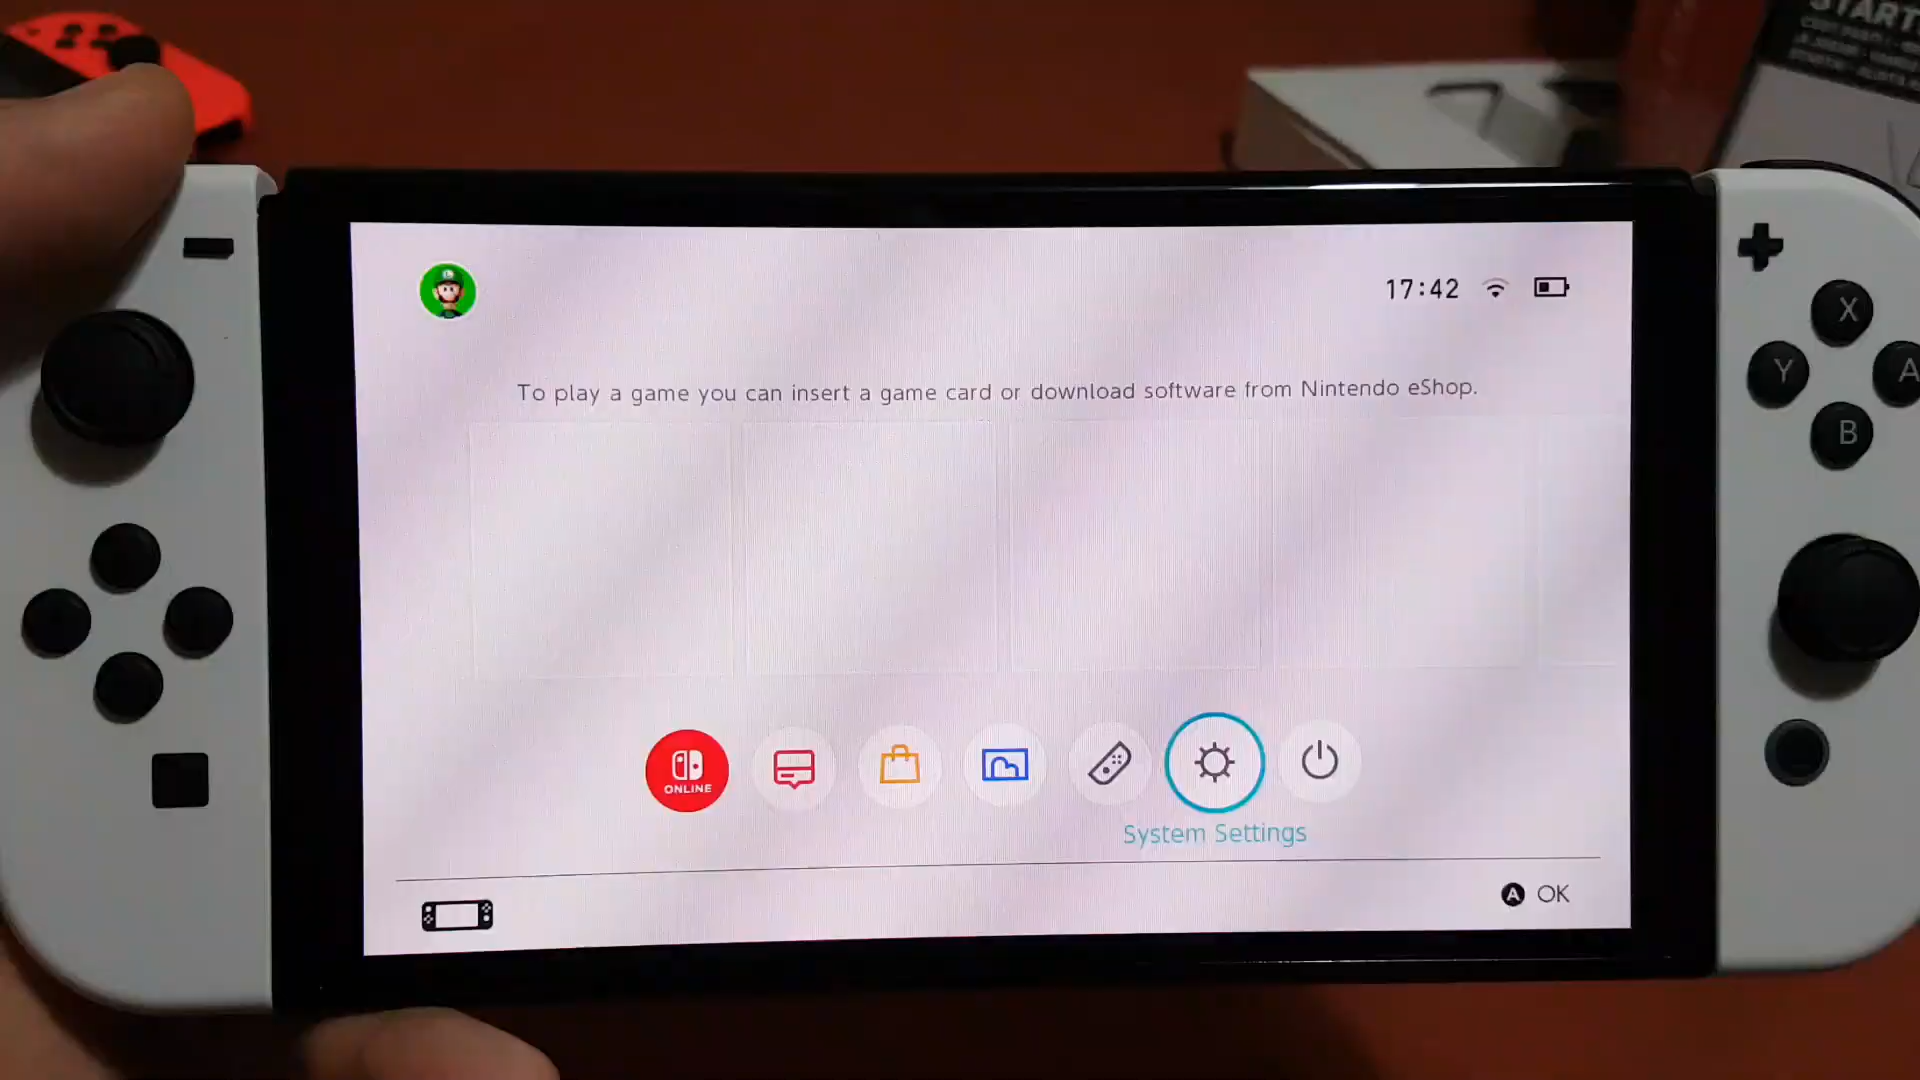 START
17:42
To play a game you can insert a game card or download software from Nintendo eShop.
X
Y
A
B
ONLINE
System Settings
A OK